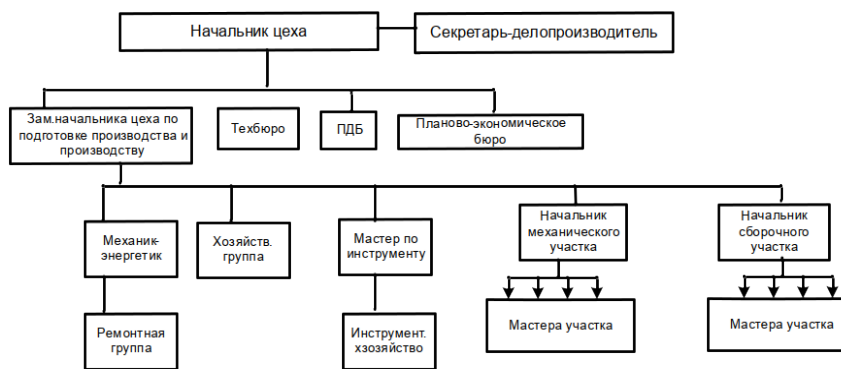 Начальник цеха
Секретарь-делопроизводитель
Зам.начальника цеха по
подготовке производства и
производству
Техбюро
ПДБ
Планово-экономическое
бюро
Механик-
энергетик
Хозяйств.
группа
Мастер по
инструменту
Начальник
механического
участка
Начальник
сборочного
участка
Ремонтная
группа
Инструмент.
хзозяйство
Мастера участка
Мастера участка